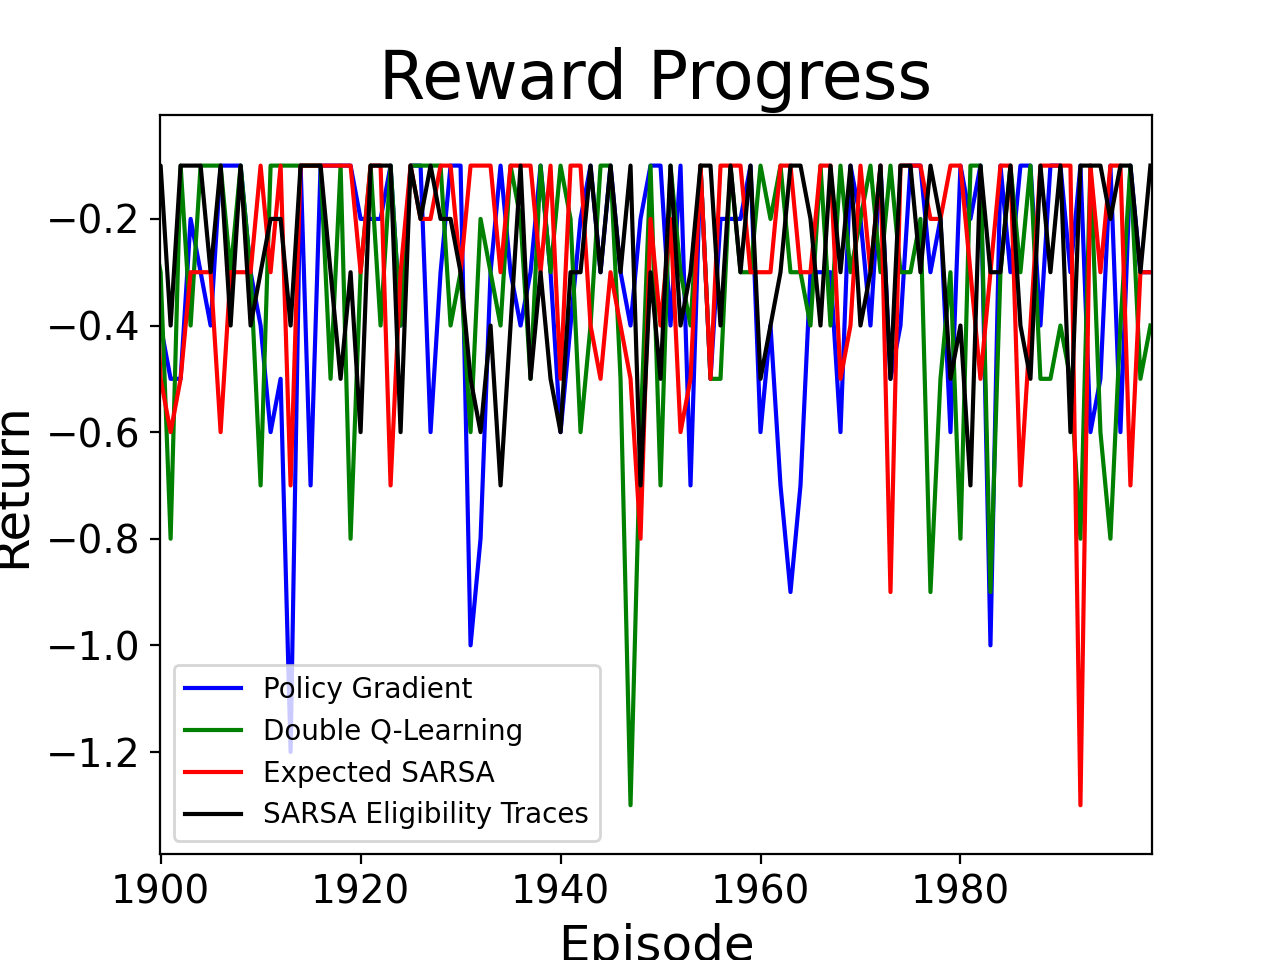 Reward Progress
Return
−0.2
−0.4
−0.6
−0.8
−1.0
−1.2
Policy Gradient
Double Q-Learning
Expected SARSA
SARSA Eligibility Traces
1900 1920 1940 1960 1980
Episode